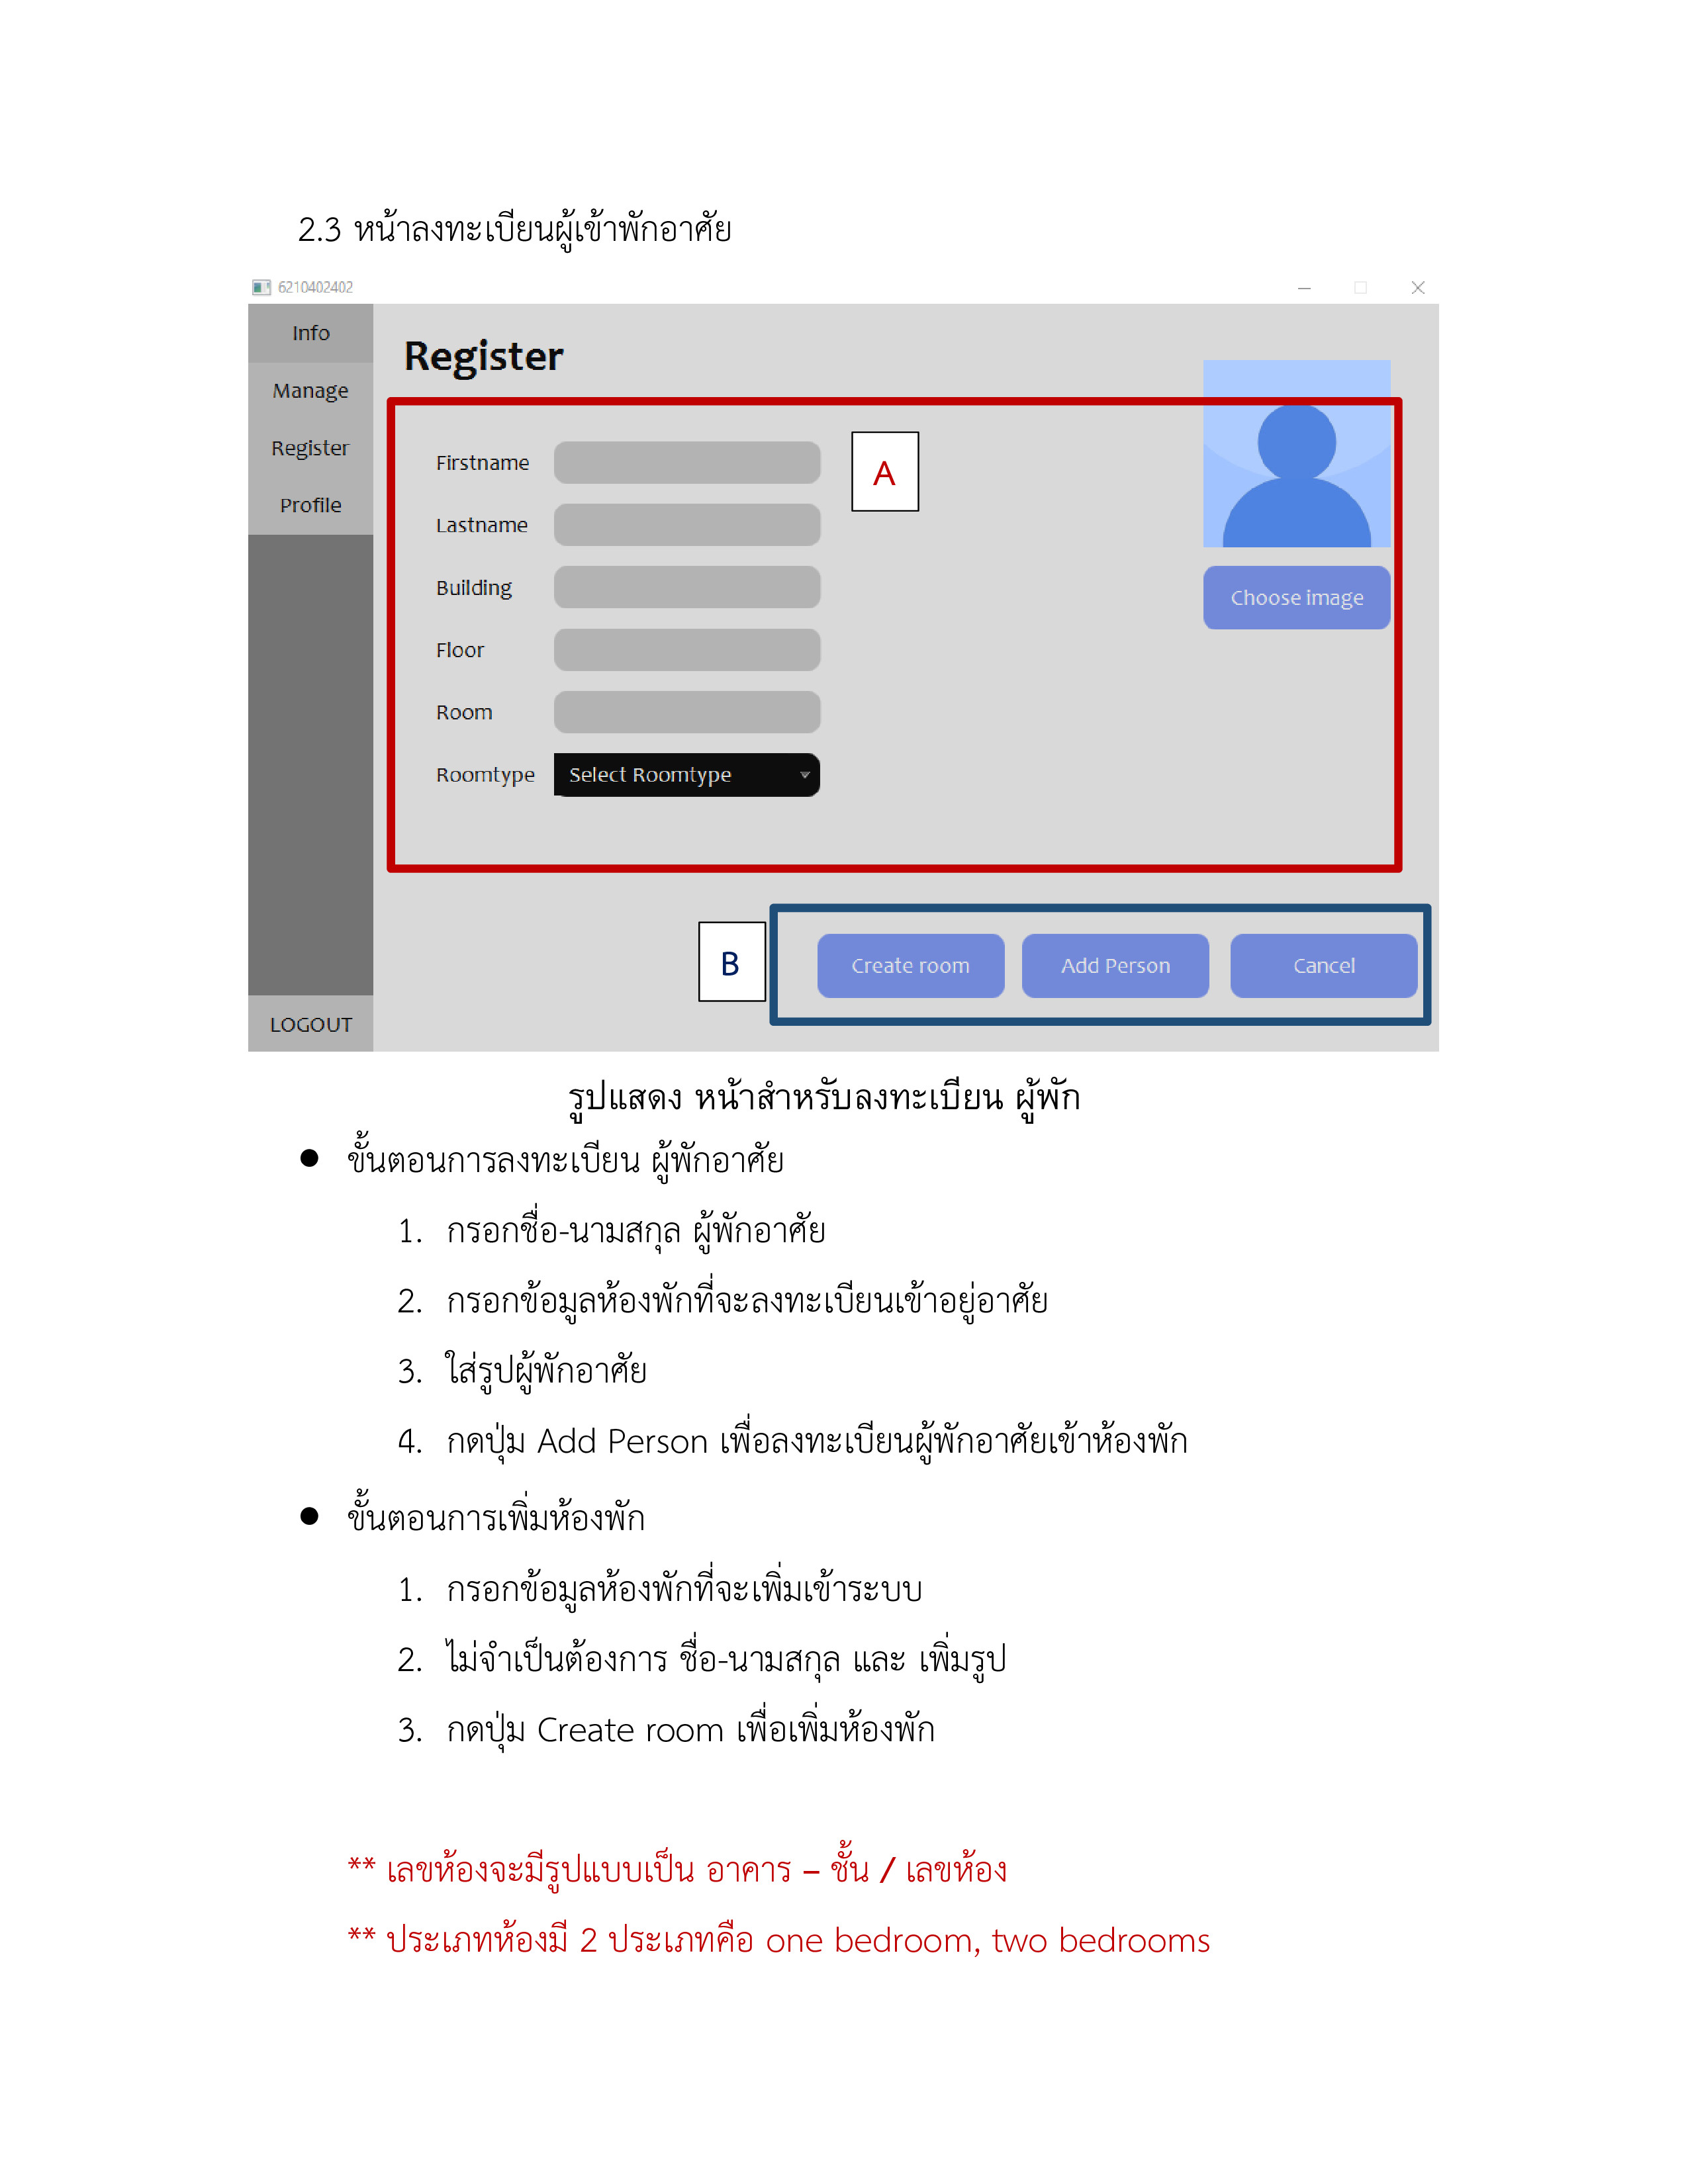 2.3 หน้าลงทะเบียนผู้เข้าพักอาศัย
6210402402
Info
Manage
Register
Profile
LOGOUT
Register
Firstname
Lastname
Building
Floor
Room
Roomtype Select Roomtype
A
Choose image
B
Create room Add Person Cancel
รูปแสดง หน้าสำหรับลงทะเบียน ผู้พัก
● ขั้นตอนการลงทะเบียน ผู้พักอาศัย
1. กรอกชื่อ-นามสกุล ผู้พักอาศัย
2. กรอกข้อมูลห้องพักที่จะลงทะเบียนเข้าอยู่อาศัย
3. ใส่รูปผู้พักอาศัย
4. กดปุ่ม Add Person เพื่อลงทะเบียนผู้พักอาศัยเข้าห้องพัก
● ขั้นตอนการเพิ่มห้องพัก
1. กรอกข้อมูลห้องพักที่จะเพิ่มเข้าระบบ
2. ไม่จำเป็นต้องการ ชื่อ-นามสกุล และ เพิ่มรูป
3. กดปุ่ม Create room เพื่อเพิ่มห้องพัก
** เลขห้องจะมีรูปแบบเป็น อาคาร – ชั้น / เลขห้อง
** ประเภทห้องมี 2 ประเภทคือ one bedroom, two bedrooms